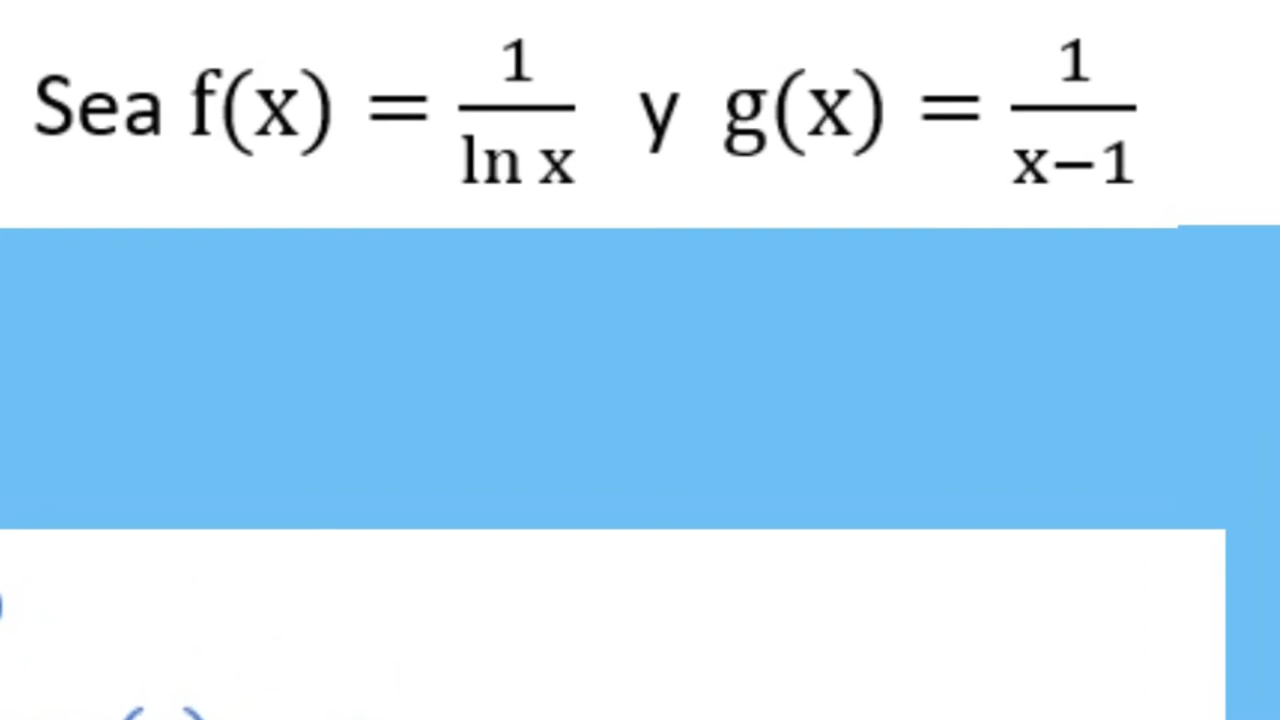 Sea f(x) = 1/ln x y g(x) = 1/x−1